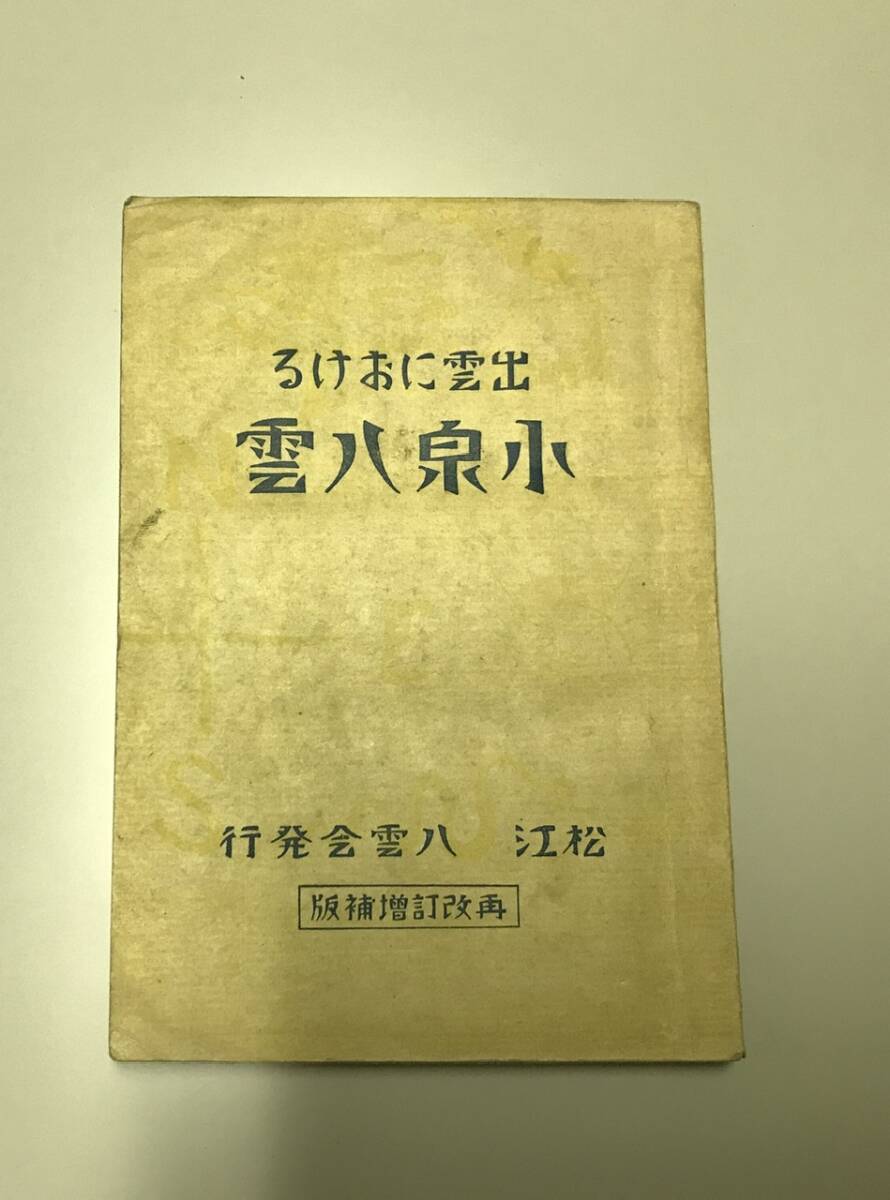 出雲における
小泉八雲
松江 八雲会発行
再改訂増補版